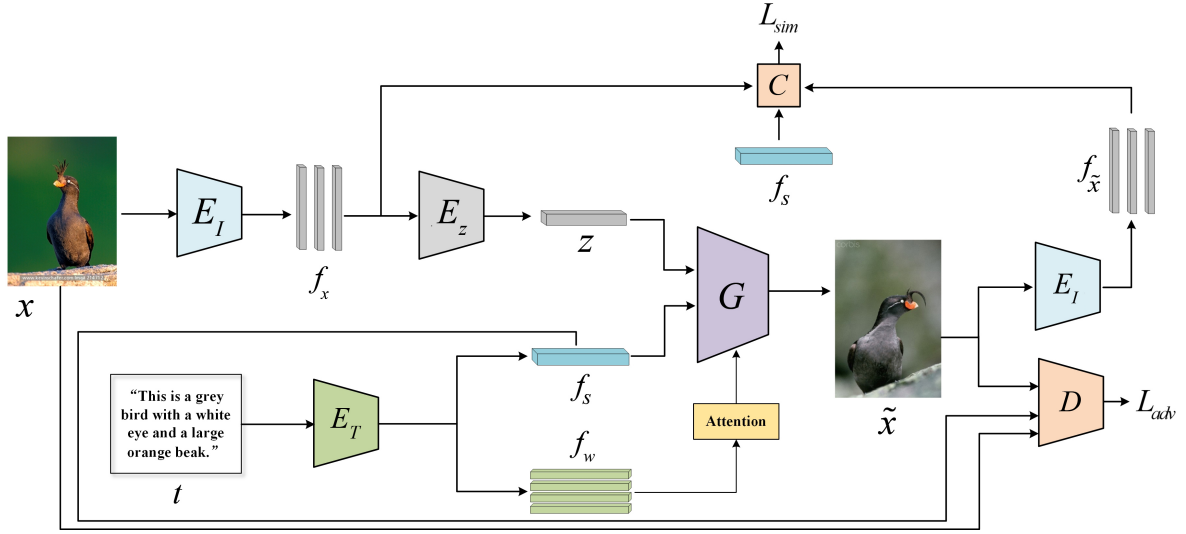 L_sim
C
f_s
f_x̃
x
E_I
f_x
E_z
z
G
x̃
E_I
D
L_adv
“This is a grey
bird with a white
eye and a large
orange beak.”
t
E_T
f_s
f_w
Attention